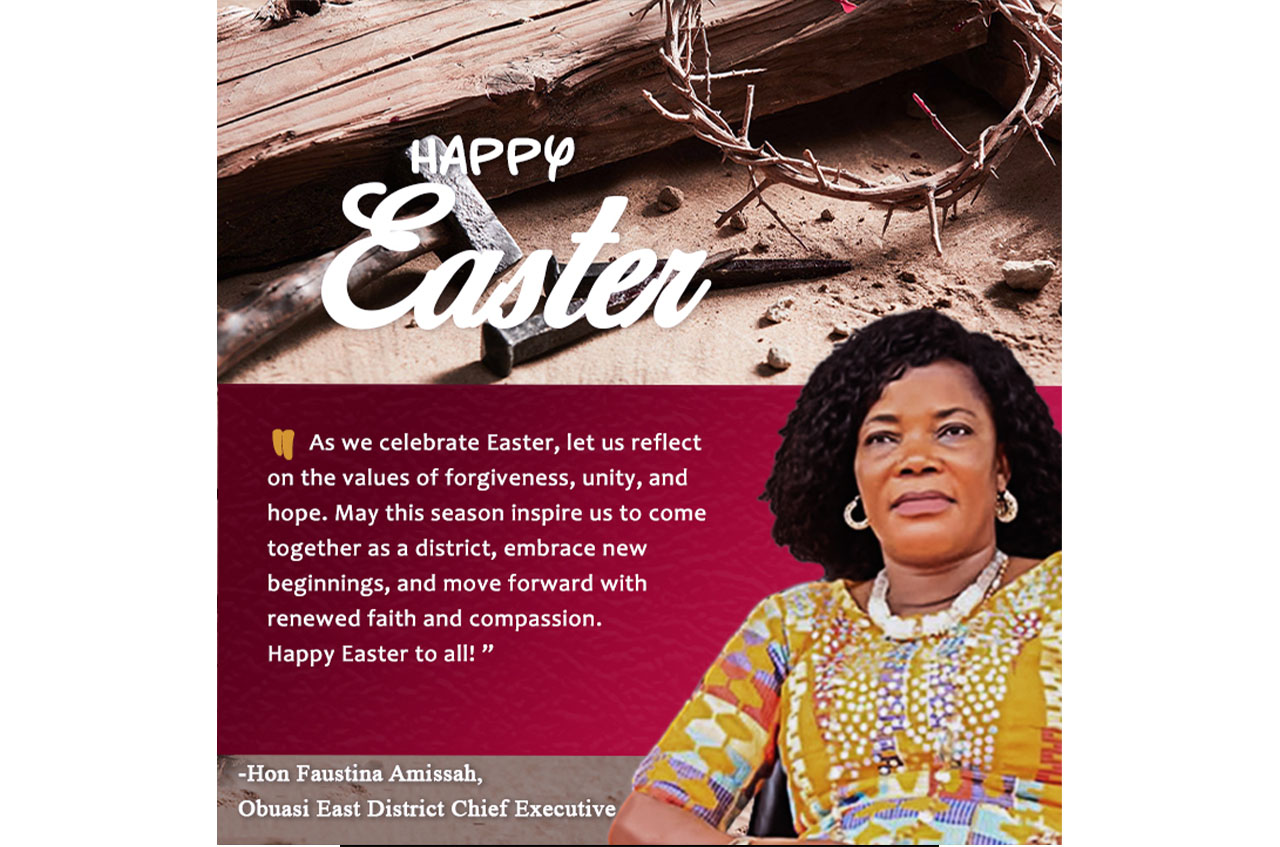 HAPPY
Easter
" As we celebrate Easter, let us reflect
on the values of forgiveness, unity, and
hope. May this season inspire us to come
together as a district, embrace new
beginnings, and move forward with
renewed faith and compassion.
Happy Easter to all! ”
-Hon Faustina Amissah,
Obuasi East District Chief Executive